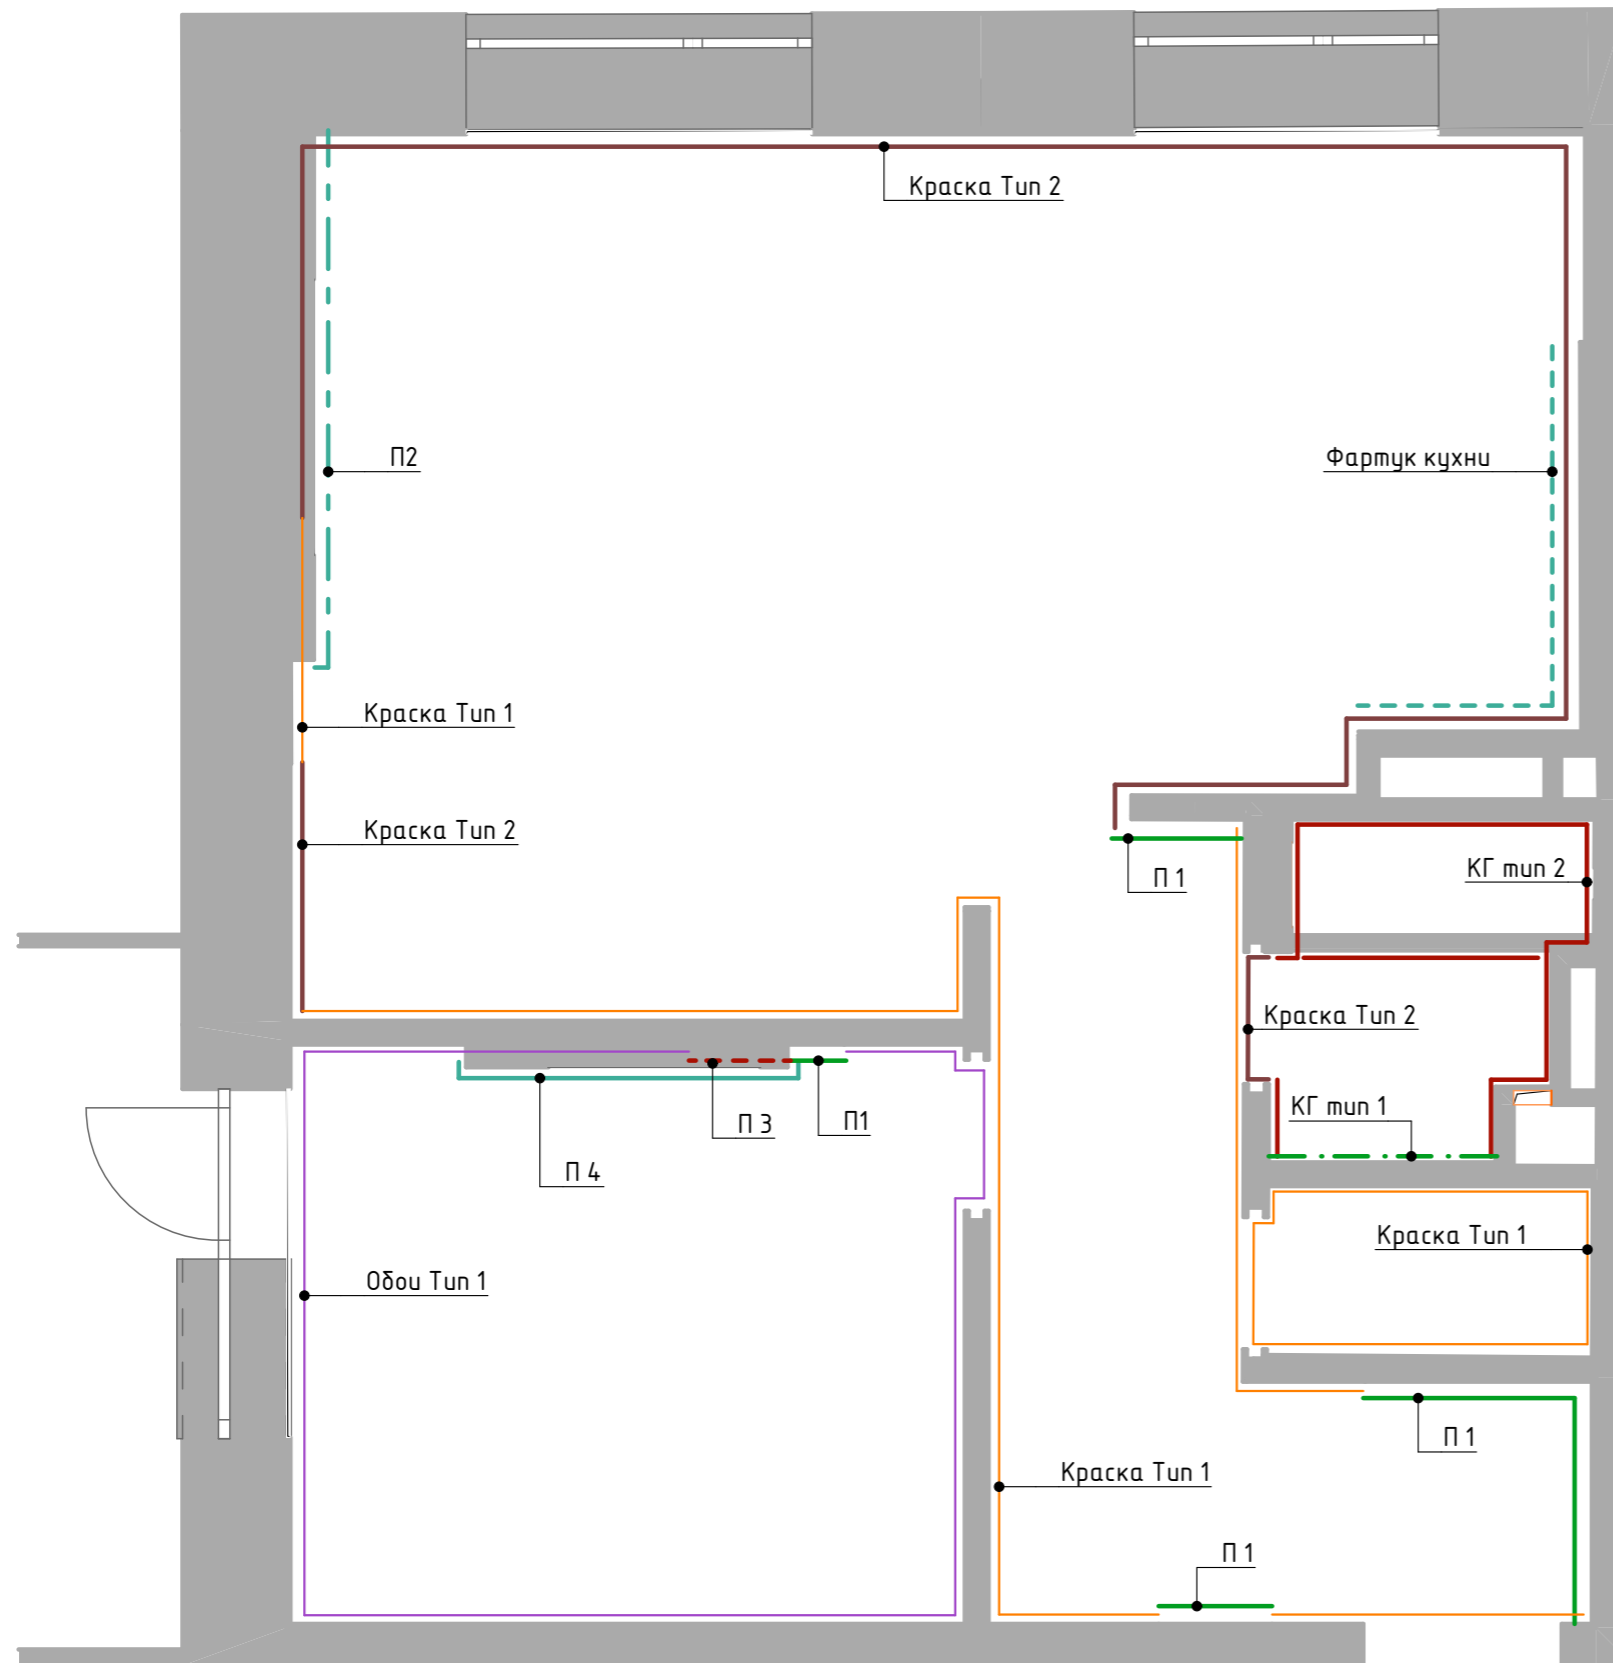 Краска Тип 2
П2
Фартук кухни
Краска Тип 1
Краска Тип 2
П 1
КГ тип 2
Краска Тип 2
КГ тип 1
П 3
П1
П 4
Краска Тип 1
Обои Тип 1
П 1
Краска Тип 1
П 1